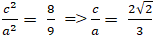 c²/a² = 8/9 => c/a = 2√2/3